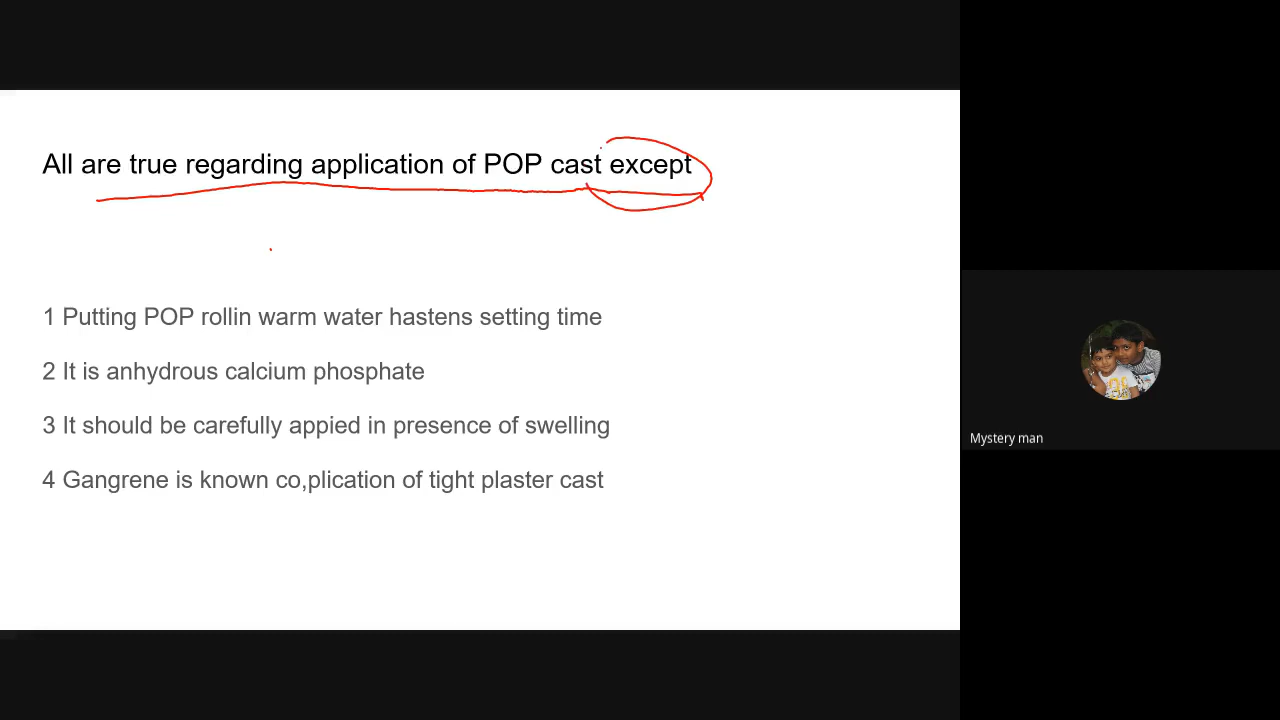 All are true regarding application of POP cast except
1 Putting POP rollin warm water hastens setting time
2 It is anhydrous calcium phosphate
3 It should be carefully appied in presence of swelling
4 Gangrene is known co,plication of tight plaster cast
Mystery man